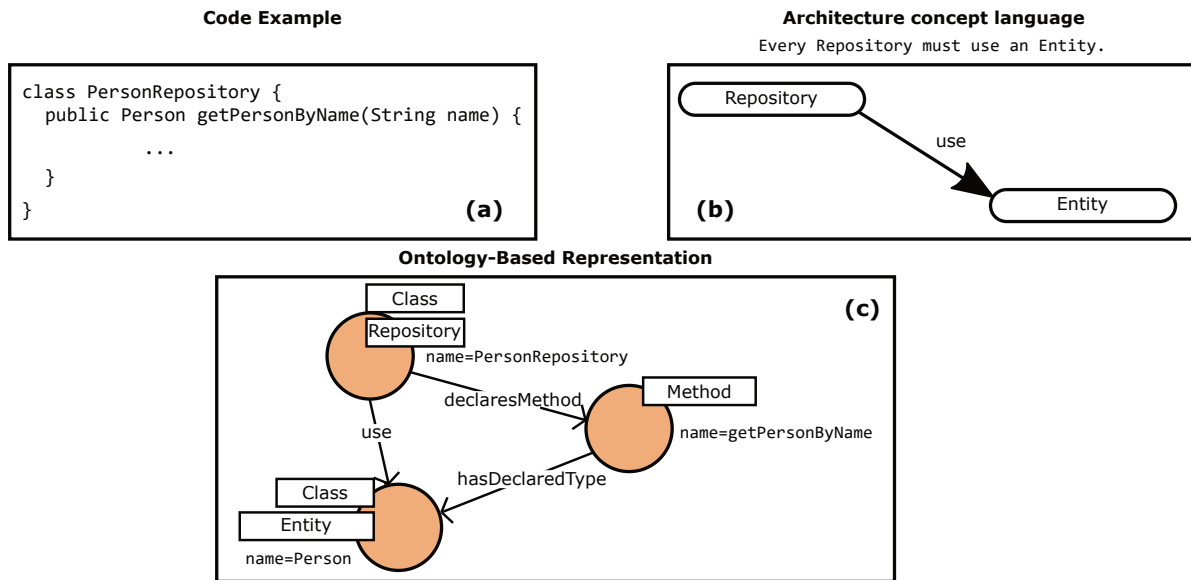 Code Example
class PersonRepository {
public Person getPersonByName(String name) {
...
}
}
(a)
Architecture concept language
Every Repository must use an Entity.
Repository
use
Entity
(b)
Ontology-Based Representation
(c)
Class
Repository
name=PersonRepository
declaresMethod
Method
name=getPersonByName
use
hasDeclaredType
Class
Entity
name=Person